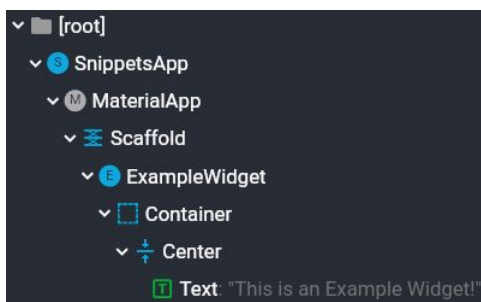 [root]
S SnippetsApp
M MaterialApp
Scaffold
E ExampleWidget
Container
Center
T Text: "This is an Example Widget!"